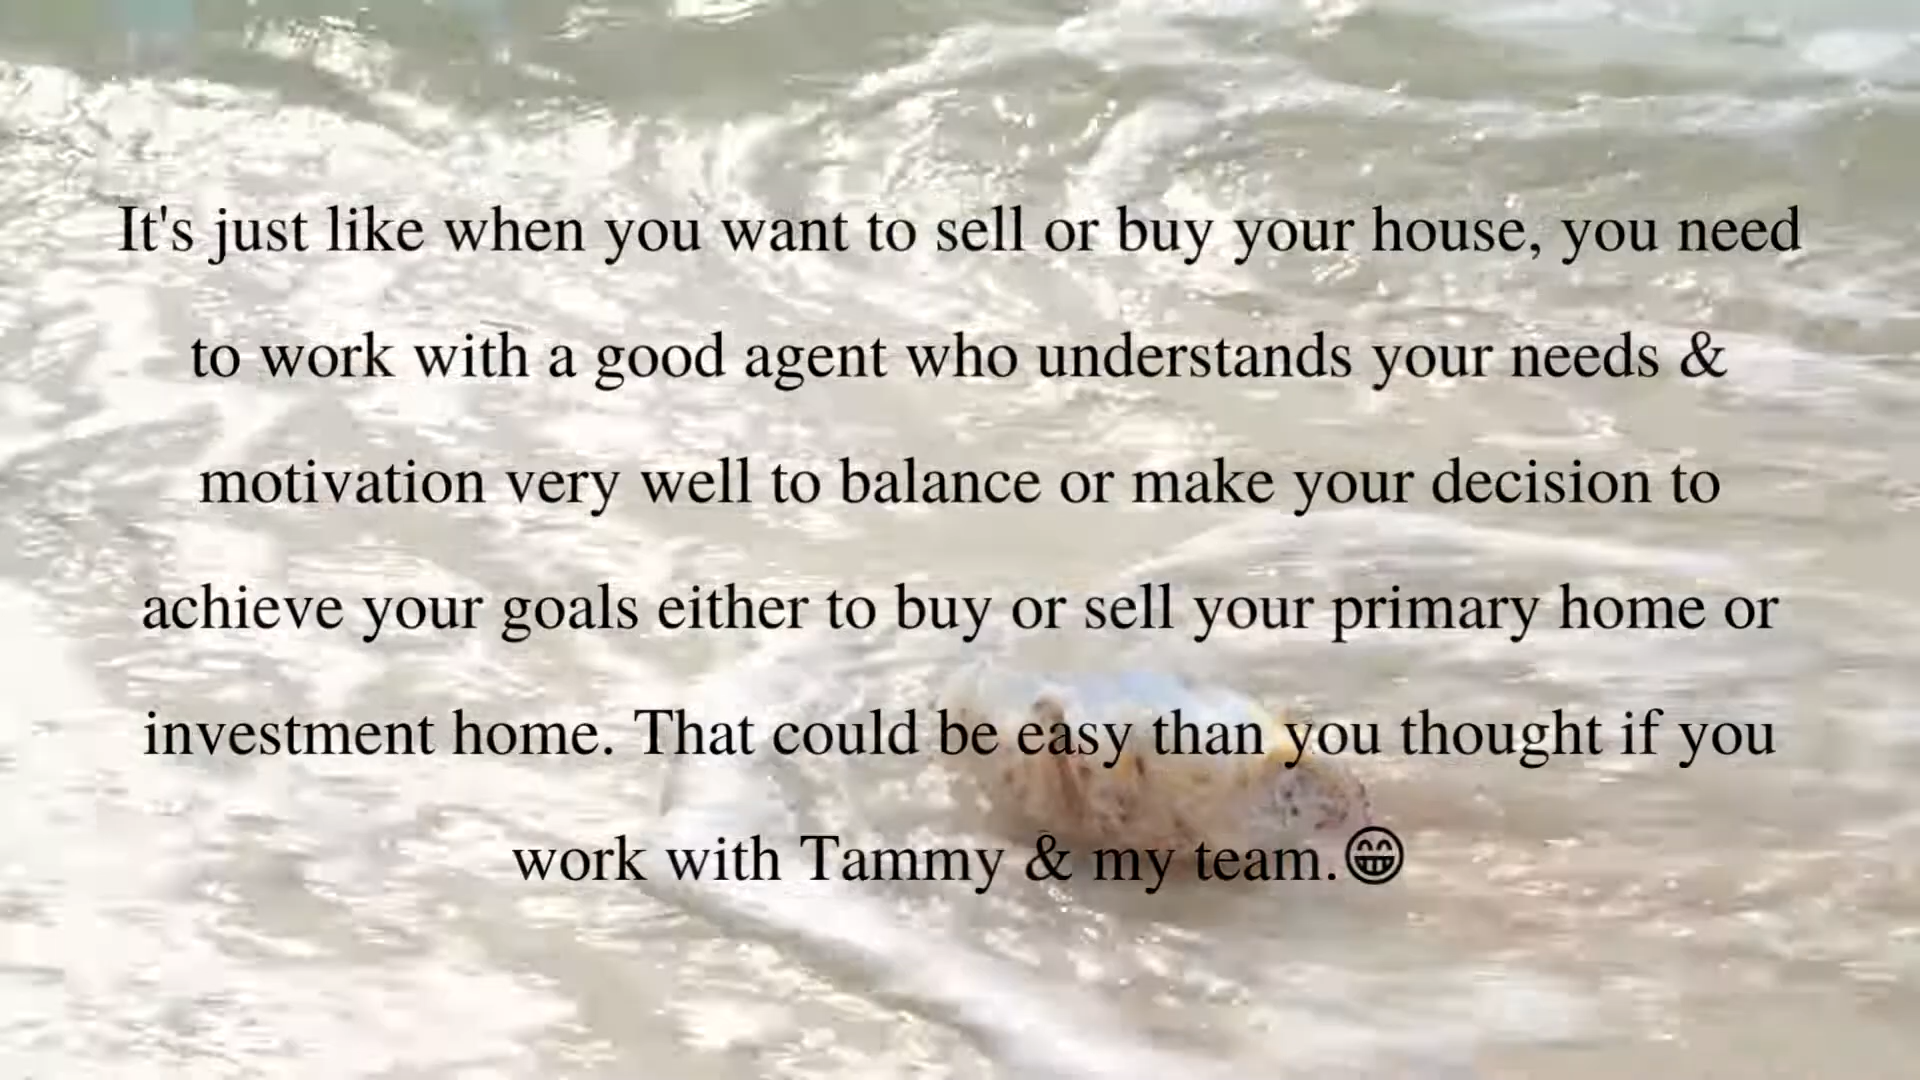 It's just like when you want to sell or buy your house, you need
to work with a good agent who understands your needs &
motivation very well to balance or make your decision to
achieve your goals either to buy or sell your primary home or
investment home. That could be easy than you thought if you
work with Tammy & my team.😁